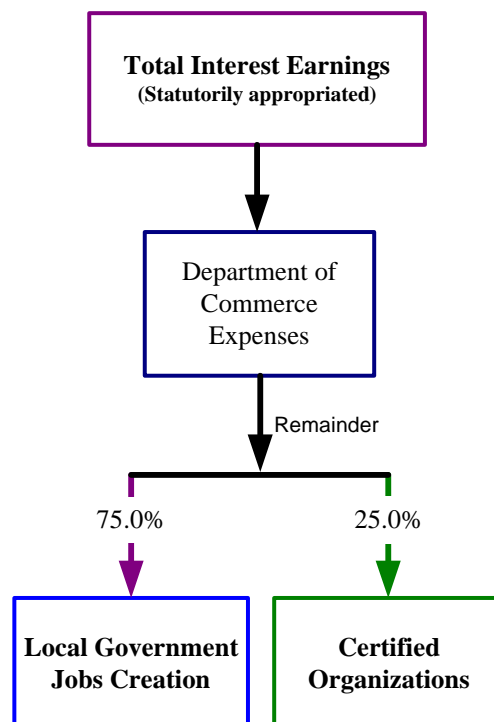 Total Interest Earnings
(Statutorily appropriated)
Department of
Commerce
Expenses
Remainder
75.0%
25.0%
Local Government
Jobs Creation
Certified
Organizations